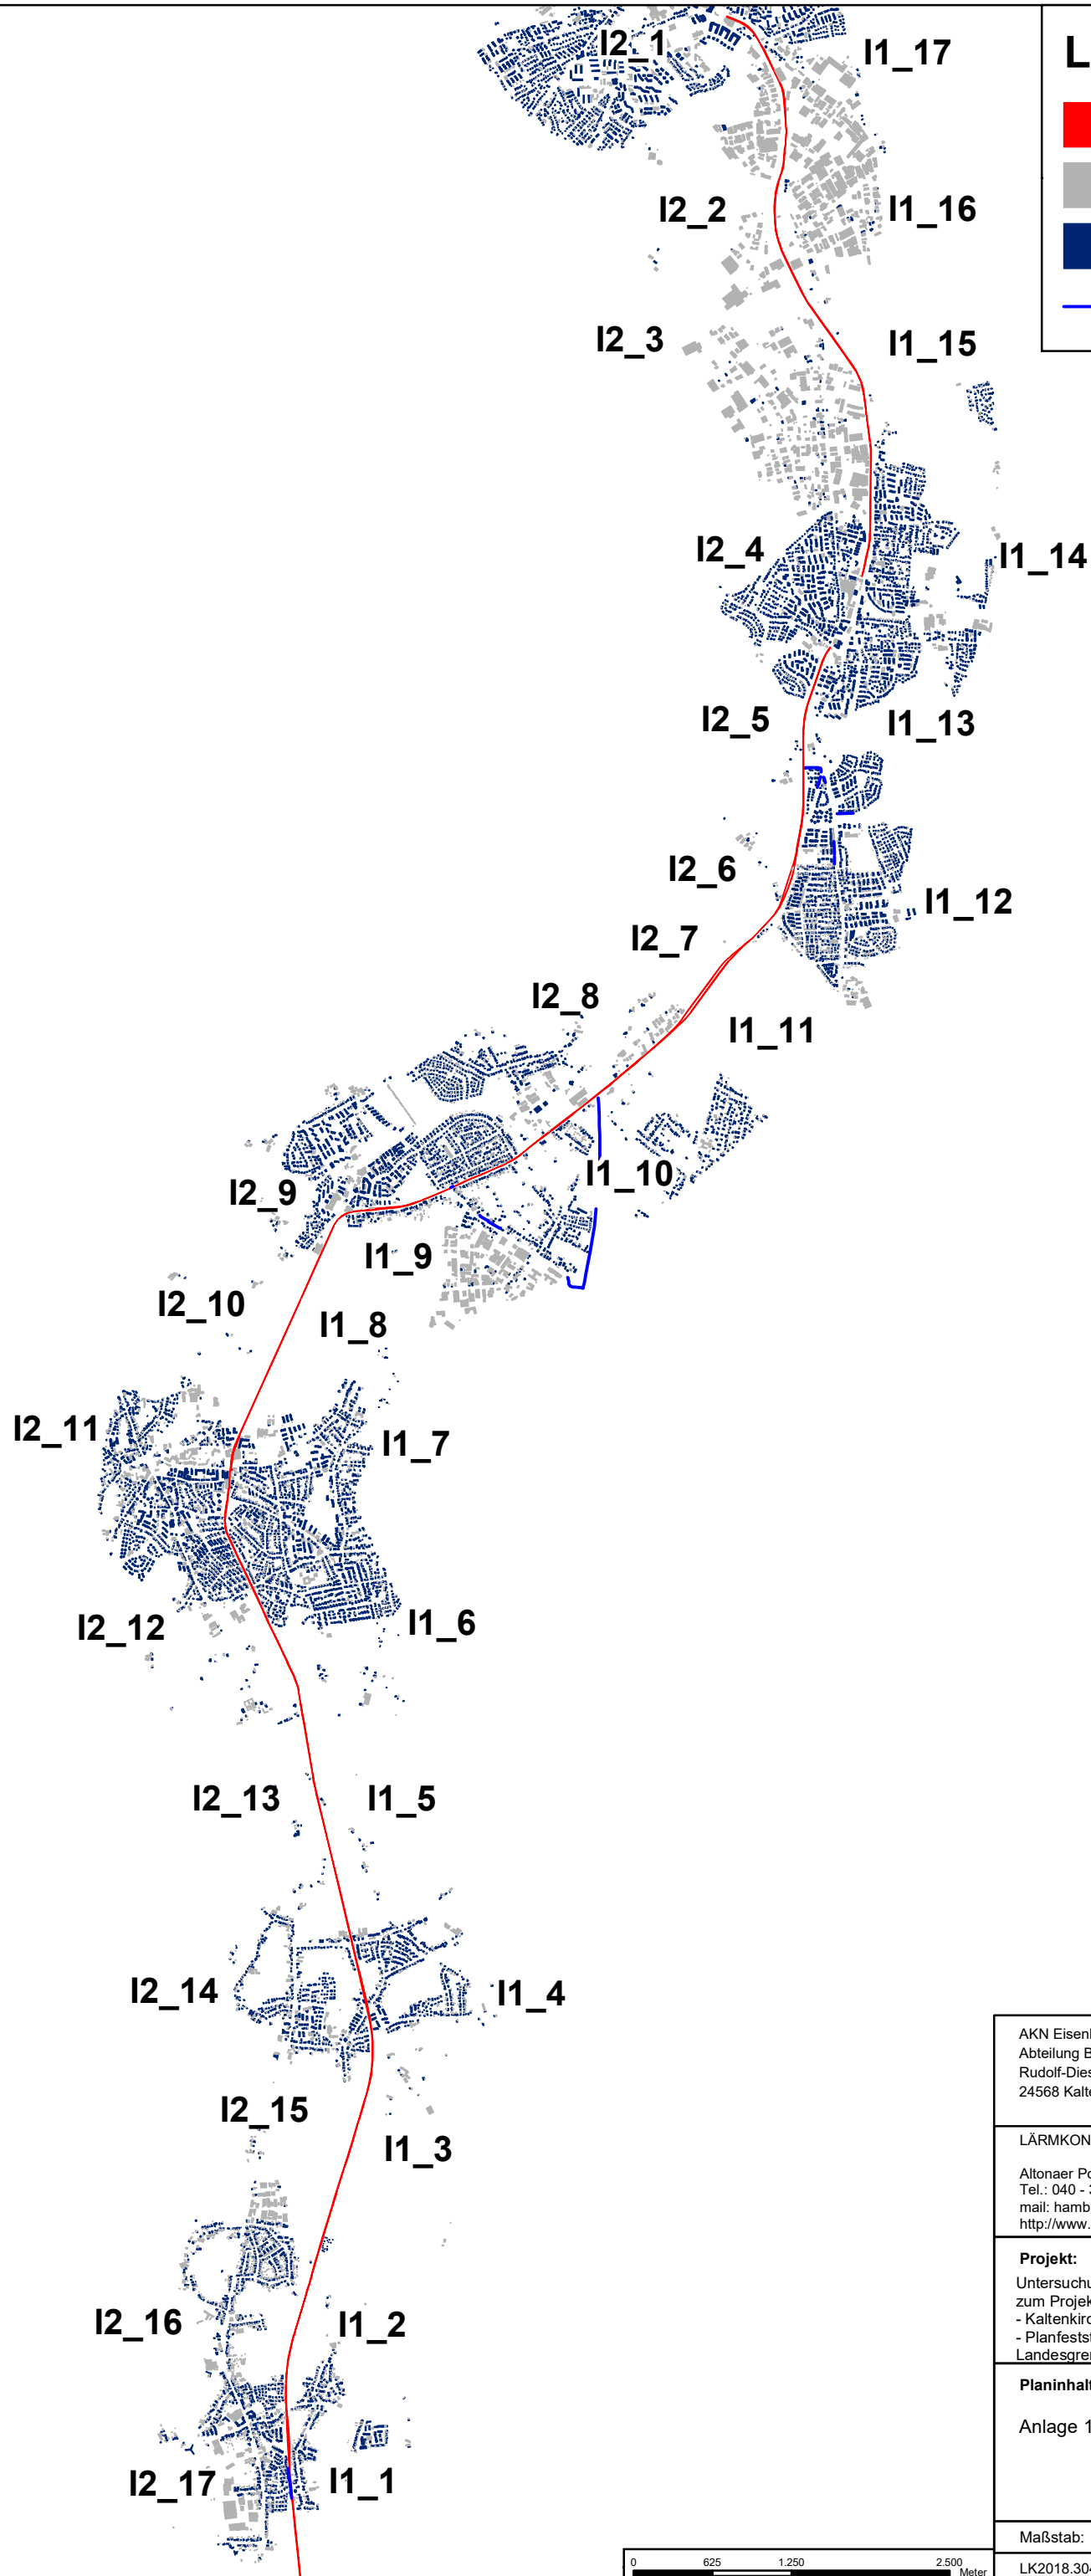 I2_1
I1_17
L
I2_2
I1_16
I2_3
I1_15
I2_4
I1_14
I2_5
I1_13
I2_6
I1_12
I2_7
I2_8
I1_11
I1_10
I2_9
I1_9
I2_10
I1_8
I2_11
I1_7
I2_12
I1_6
I2_13
I1_5
I2_14
I1_4
I2_15
I1_3
I2_16
I1_2
I2_17
I1_1
0 625 1.250 2.500
Meter
AKN Eisen
Abteilung B
Rudolf-Dies
24568 Kalt
LÄRMKON
Altonaer Po
Tel.: 040 -
mail: hamb
http://www.
Projekt:
Untersuchu
zum Projek
- Kaltenkirc
- Planfestst
Landesgre
Planinhalt
Anlage 1
Maßstab:
LK2018.30